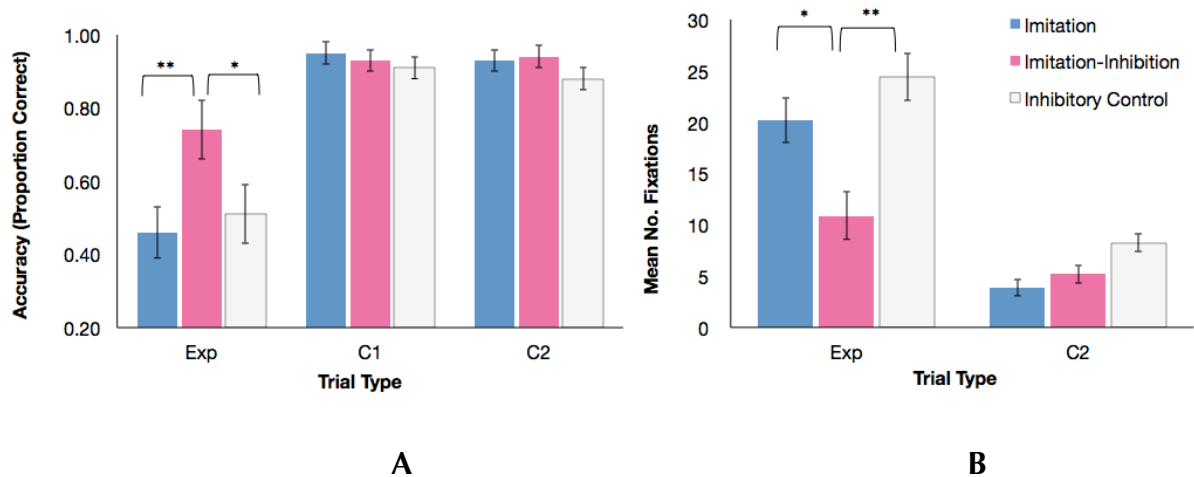 Accuracy (Proportion Correct)
1.00
0.80
0.60
0.40
0.20
**
*
Exp
C1
C2
Trial Type
A
Mean No. Fixations
30
25
20
15
10
5
0
*
**
Exp
C2
Trial Type
Imitation
Imitation-Inhibition
Inhibitory Control
B